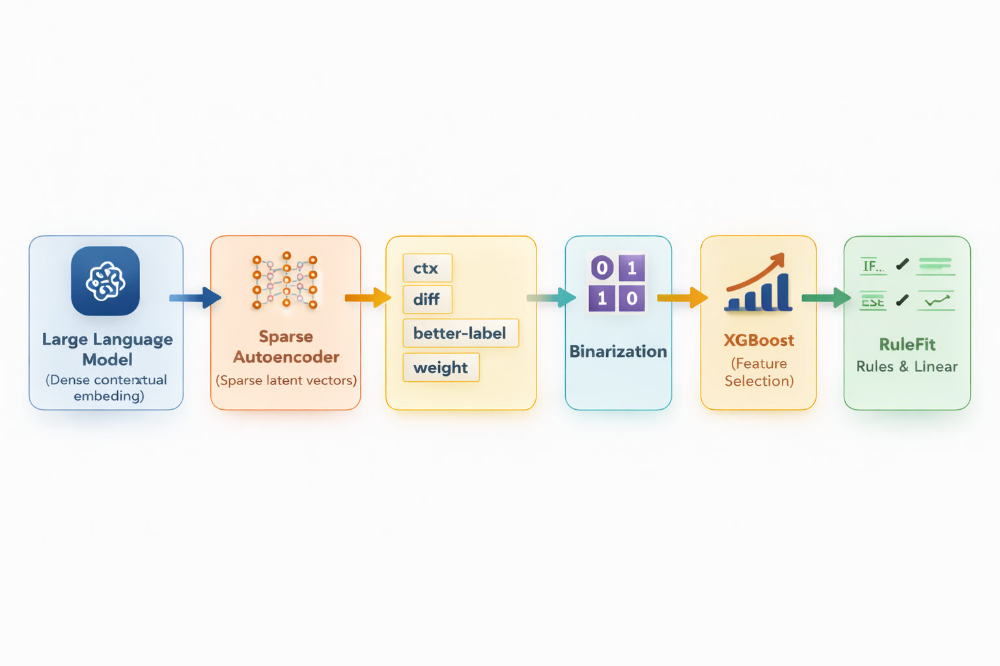 Large Language
Model
(Dense contextual
embeding)
Sparse
Autoencoder
(Sparse latent vectors)
ctx
diff
better-label
weight
0 1
1 0
Binarization
XGBoost
(Feature
Selection)
IF...
ESE
RuleFit
Rules & Linear